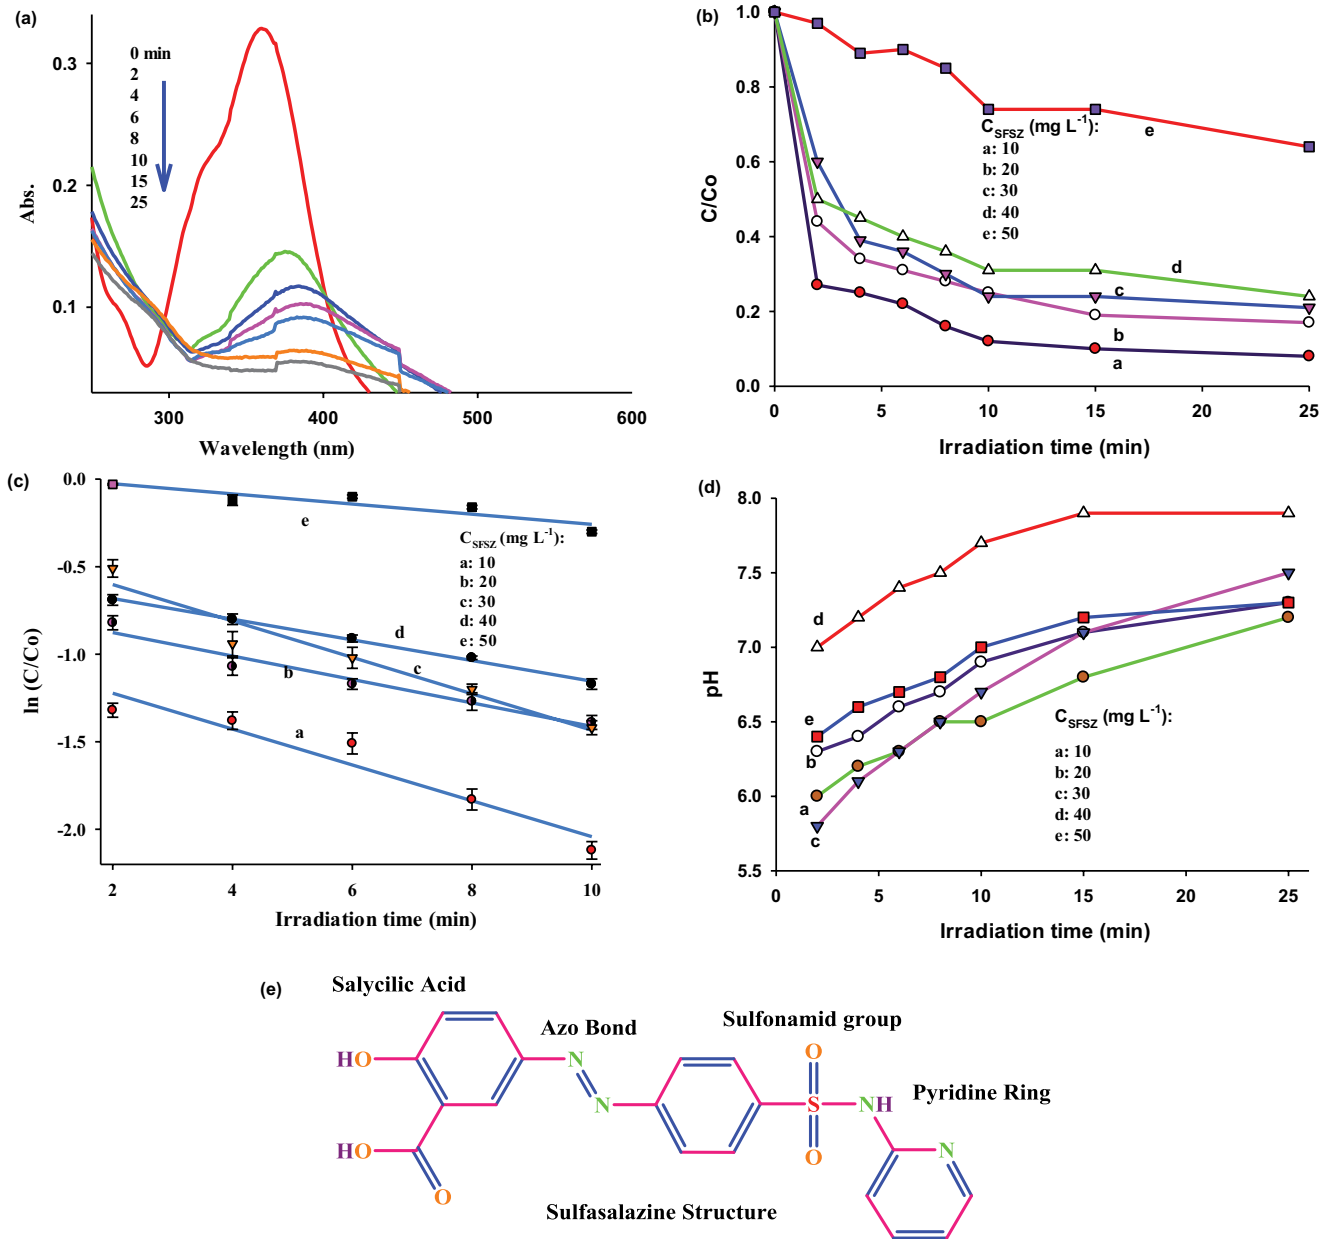 (a)
0 min
2
4
6
8
10
15
25
0.3
0.2
0.1
Abs.
300 400 500 600
Wavelength (nm)
(b)
1.0
0.8
0.6
0.4
0.2
0.0
C/Co
CSFSZ (mg L-1):
a: 10
b: 20
c: 30
d: 40
e: 50
e
d
c
b
a
0 5 10 15 20 25
Irradiation time (min)
(c)
0.0
-0.5
-1.0
-1.5
-2.0
ln (C/Co)
CSFSZ (mg L-1):
a: 10
b: 20
c: 30
d: 40
e: 50
e
d
c
b
a
2 4 6 8 10
Irradiation time (min)
(d)
8.0
7.5
7.0
6.5
6.0
5.5
pH
d
e
b
a
c
CSFSZ (mg L-1):
a: 10
b: 20
c: 30
d: 40
e: 50
0 5 10 15 20 25
Irradiation time (min)
(e)
Salycilic Acid
Azo Bond
Sulfonamid group
Pyridine Ring
HO
N
N
O
S
NH
O
N
HO
O
Sulfasalazine Structure